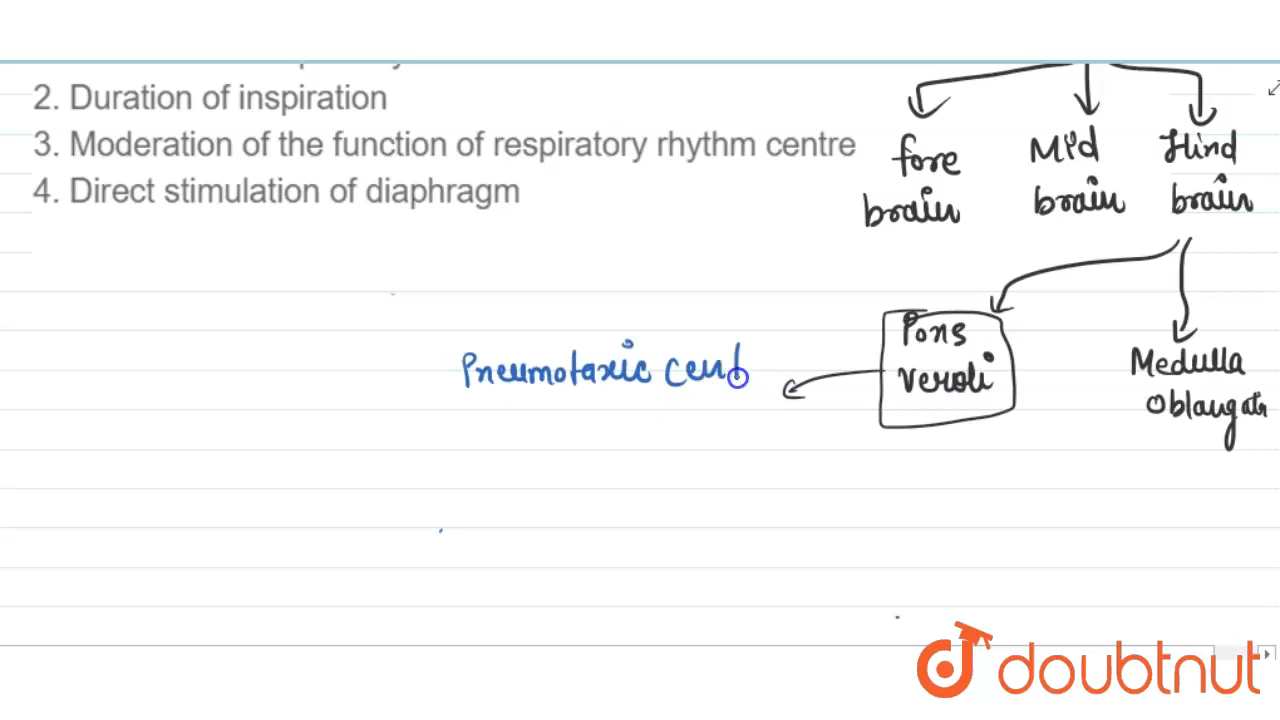 2. Duration of inspiration
3. Moderation of the function of respiratory rhythm centre
4. Direct stimulation of diaphragm
fore
brain
Mid
brain
Hind
brain
Pons
Veroli
Medulla
Oblangata
Pneumotaxic cent
doubtnut